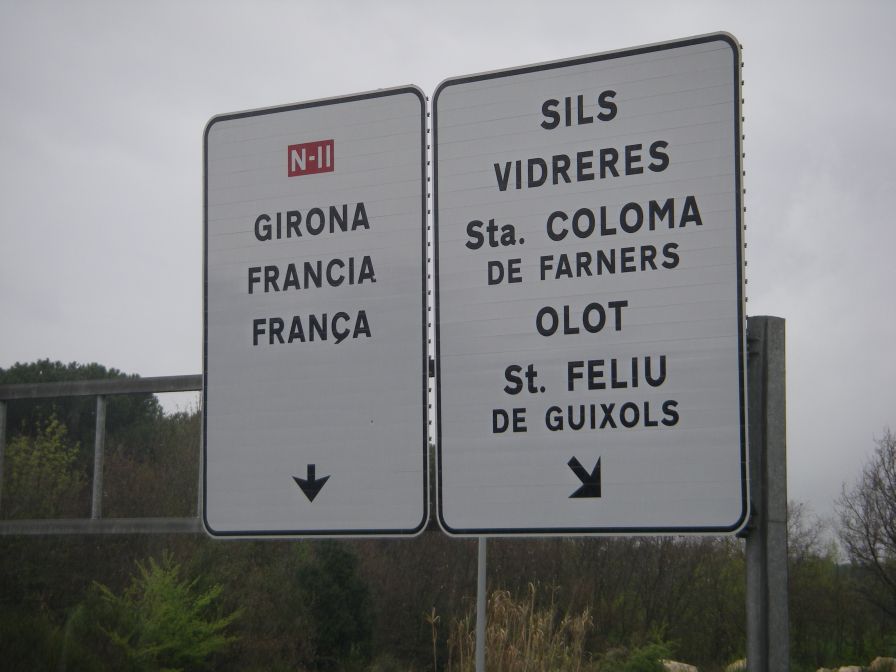 N-II
GIRONA
FRANCIA
FRANÇA
SILS
VIDRERES
Sta. COLOMA
DE FARNERS
OLOT
St. FELIU
DE GUIXOLS